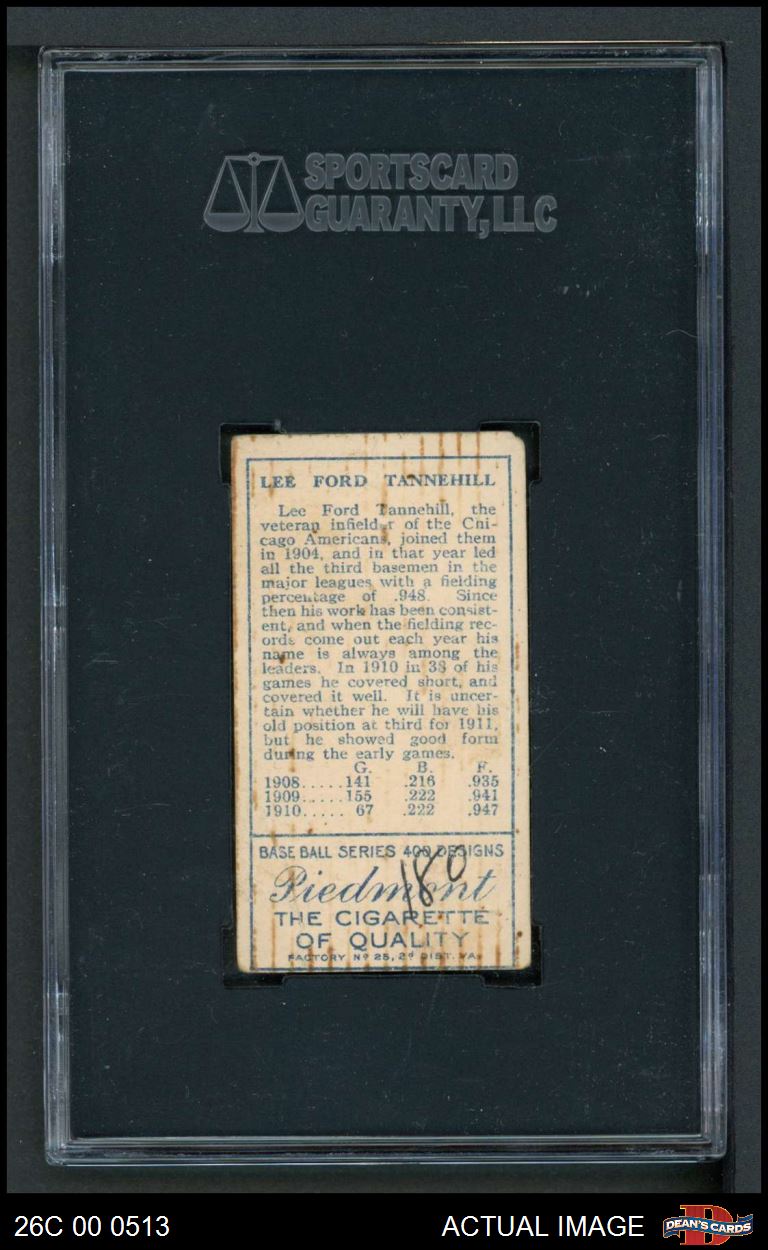 SPORTSCARD
GUARANTY, LLC
LEE FORD TANNEHILL
Lee Ford Tannehill, the
veteran infielder of the Chi-
cago Americans, joined them
in 1904, and in that year led
all the third basemen in the
major leagues with a fielding
percentage of .948. Since
then his work has been consist-
ent, and when the fielding rec-
ords come out each year his
name is always among the
leaders. In 1910 in 38 of his
games he covered short, and
covered it well. It is uncer-
tain whether he will have his
old position at third for 1911,
but he showed good form
during the early games.
G. B. F.
1908......141 .216 .935
1909......155 .222 .941
1910...... 67 .222 .947
BASE BALL SERIES 400 DESIGNS
180
Piedmont
THE CIGARETTE
OF QUALITY
FACTORY Nº 25, 2d DIST. VA.
26C 00 0513
ACTUAL IMAGE
DEAN'S CARDS